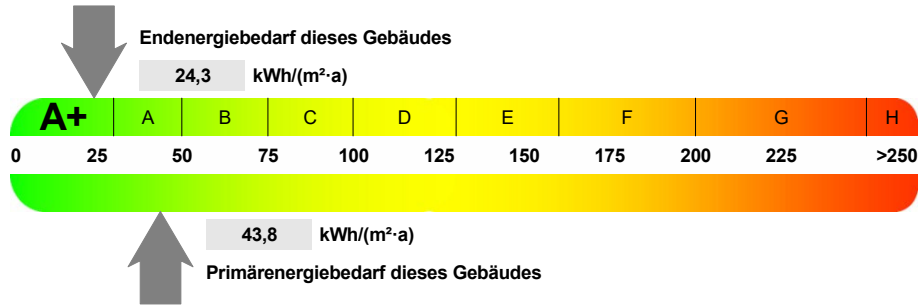 Endenergiebedarf dieses Gebäudes
24,3 kWh/(m²·a)
A+ A B C D E F G H
0 25 50 75 100 125 150 175 200 225 >250
43,8 kWh/(m²·a)
Primärenergiebedarf dieses Gebäudes